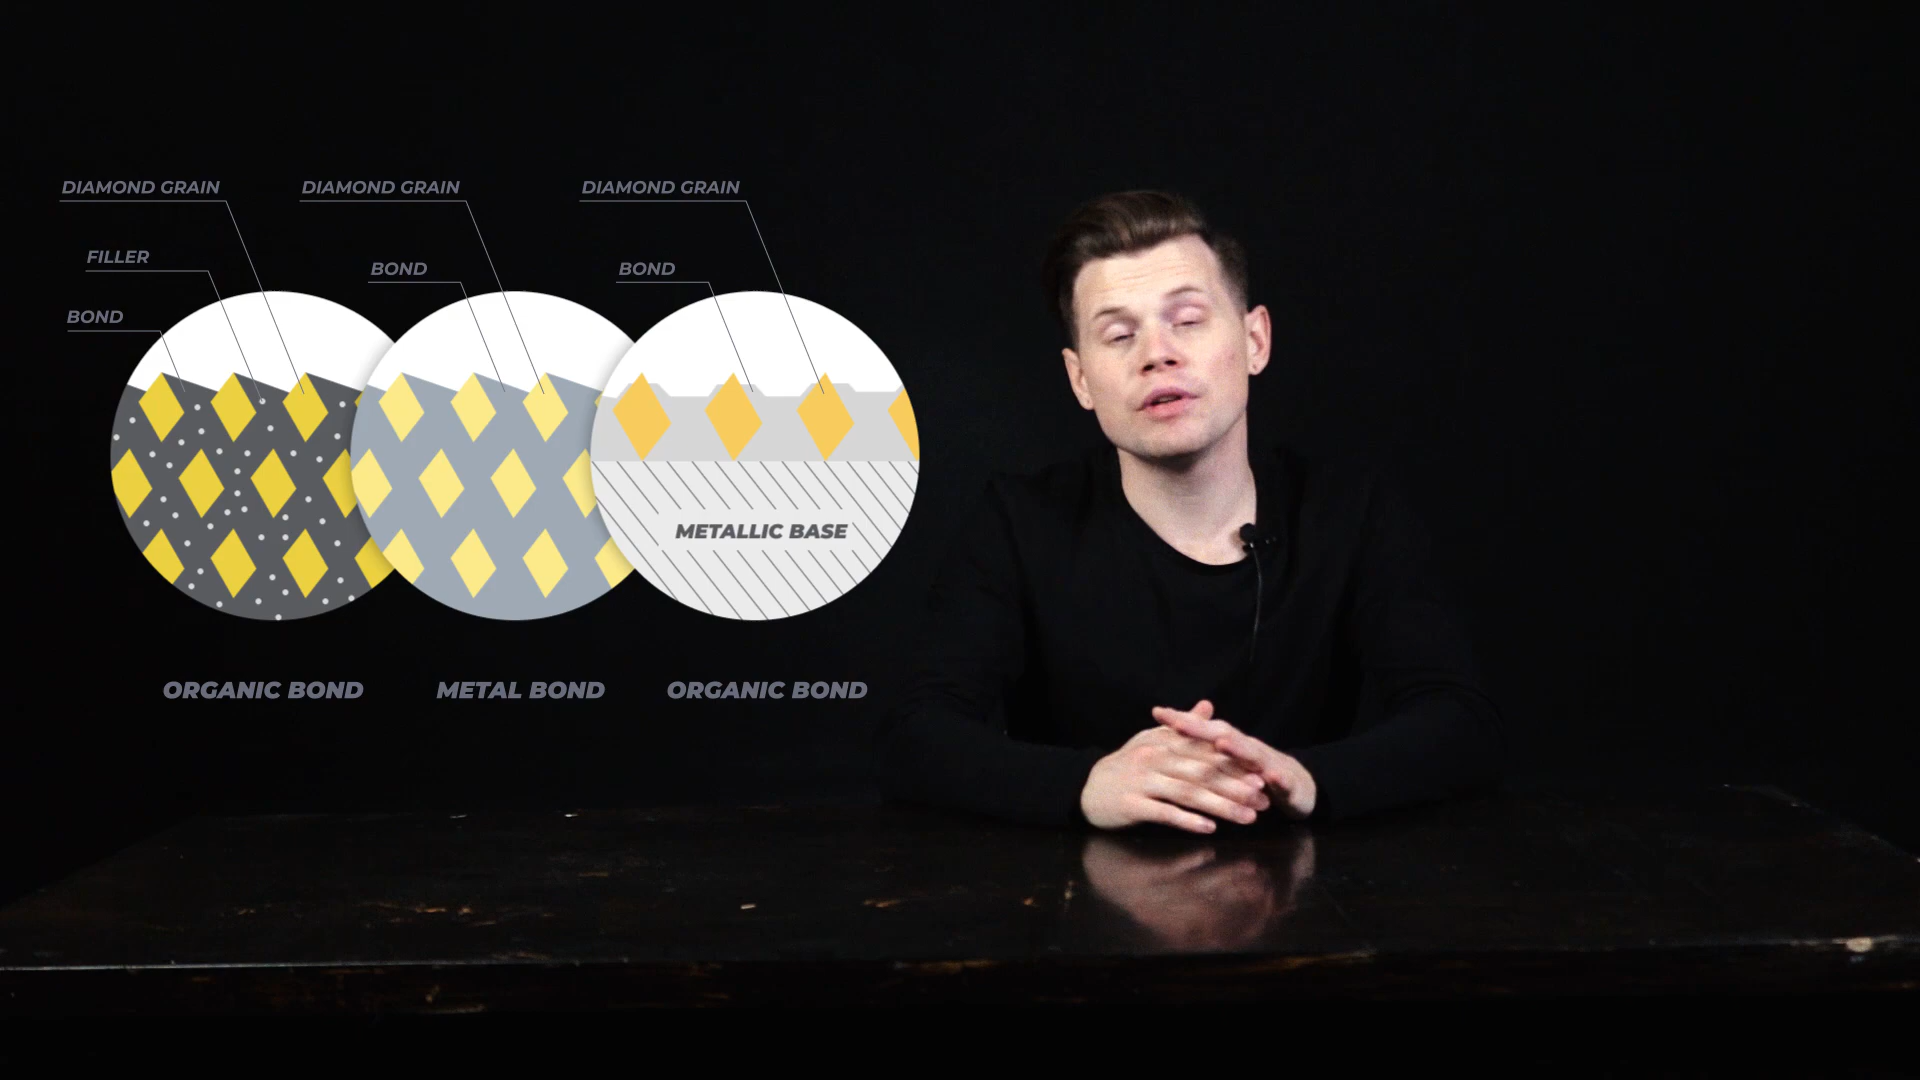 DIAMOND GRAIN
DIAMOND GRAIN
DIAMOND GRAIN
FILLER
BOND
BOND
BOND
METALLIC BASE
ORGANIC BOND
METAL BOND
ORGANIC BOND